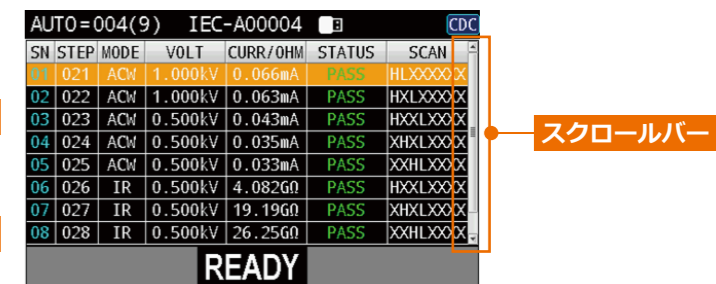 AUTO=004(9) IEC-A00004 CDC
SN STEP MODE VOLT CURR/OHM STATUS SCAN
01 021 ACW 1.000kV 0.066mA PASS HLXXXXXX
02 022 ACW 1.000kV 0.063mA PASS HXLXXXXX
03 023 ACW 0.500kV 0.043mA PASS HXXLXXXX
04 024 ACW 0.500kV 0.035mA PASS XHXLXXXX
05 025 ACW 0.500kV 0.033mA PASS XXHLXXXX
06 026 IR 0.500kV 4.082GΩ PASS HXXLXXXX
07 027 IR 0.500kV 19.19GΩ PASS XHXLXXXX
08 028 IR 0.500kV 26.25GΩ PASS XXHLXXXX
READY
スクロールバー